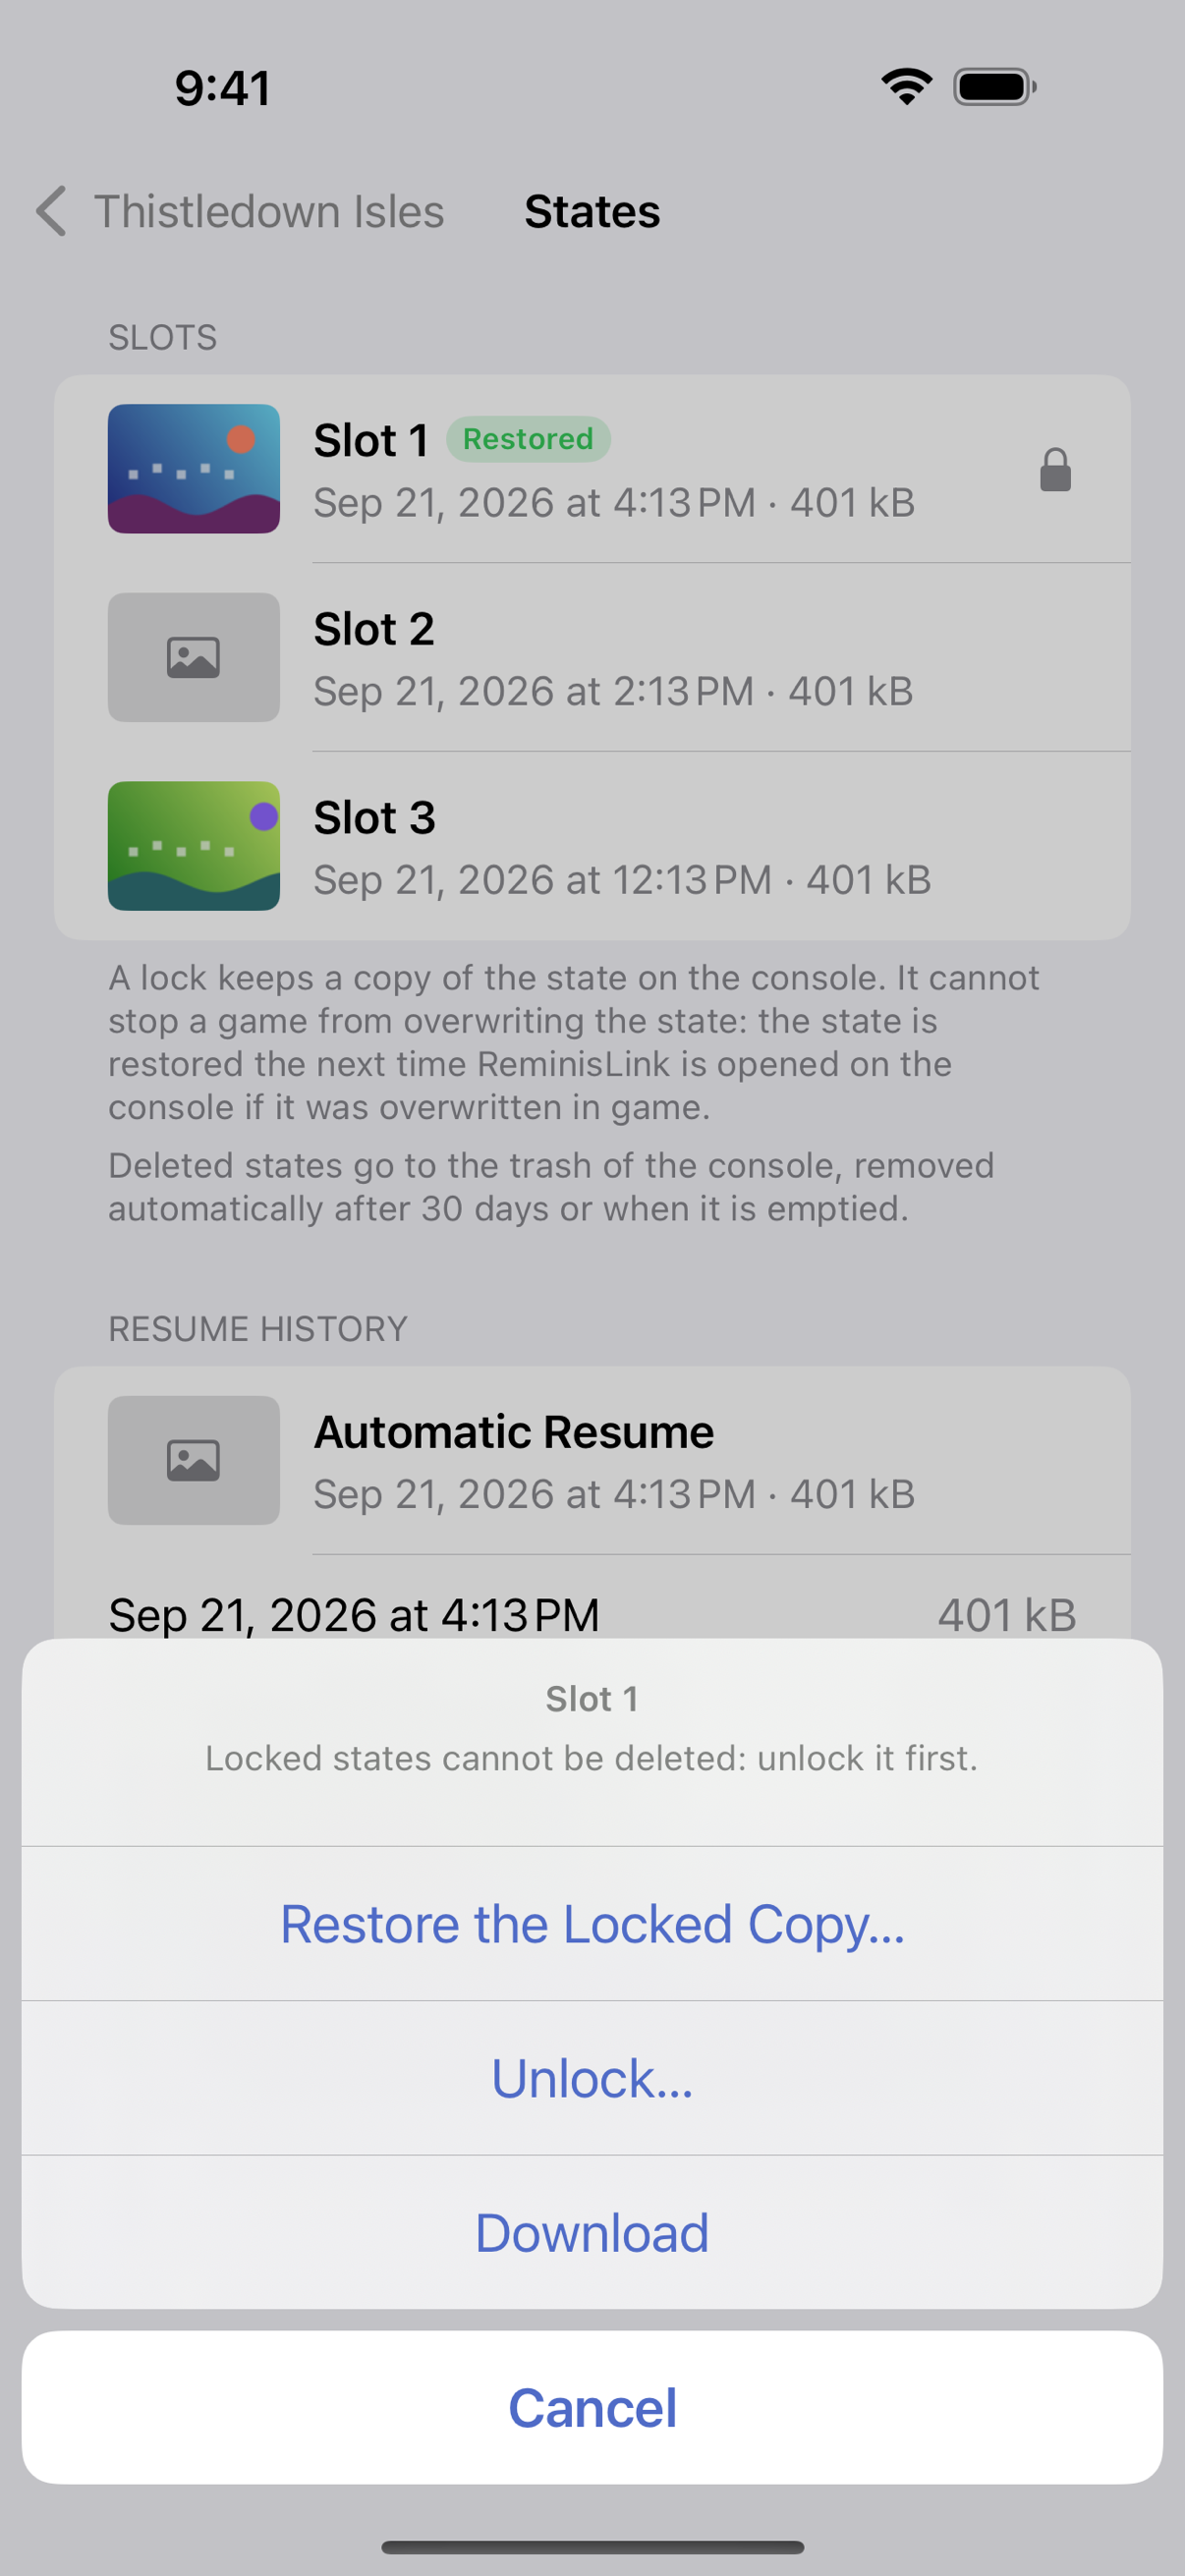 9:41
Thistledown Isles
States
SLOTS
Slot 1 Restored
Sep 21, 2026 at 4:13 PM · 401 kB
Slot 2
Sep 21, 2026 at 2:13 PM · 401 kB
Slot 3
Sep 21, 2026 at 12:13 PM · 401 kB
A lock keeps a copy of the state on the console. It cannot
stop a game from overwriting the state: the state is
restored the next time ReminisLink is opened on the
console if it was overwritten in game.
Deleted states go to the trash of the console, removed
automatically after 30 days or when it is emptied.
RESUME HISTORY
Automatic Resume
Sep 21, 2026 at 4:13 PM · 401 kB
Sep 21, 2026 at 4:13 PM 401 kB
Slot 1
Locked states cannot be deleted: unlock it first.
Restore the Locked Copy...
Unlock...
Download
Cancel